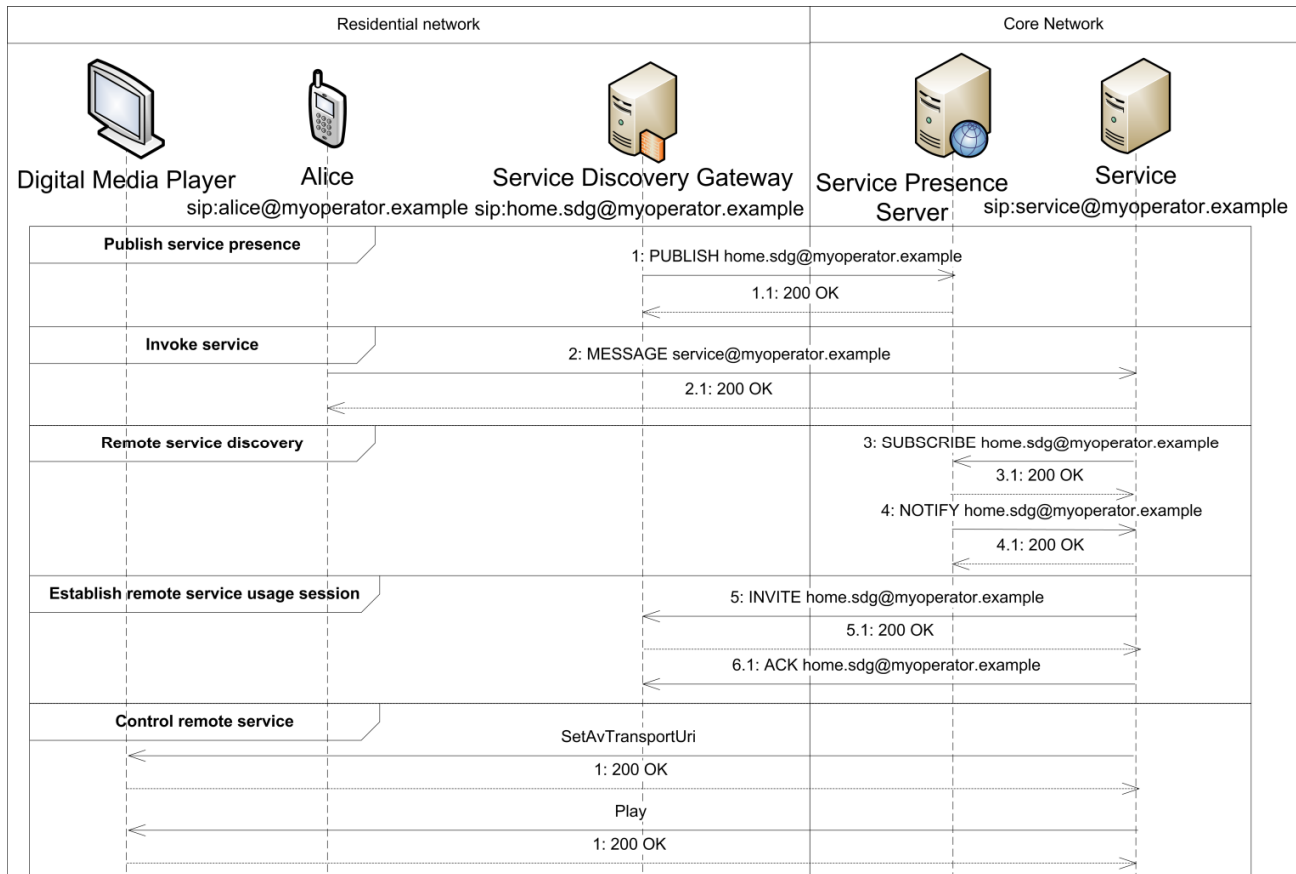 Residential network
Core Network
Digital Media Player
Alice
sip:alice@myoperator.example
Service Discovery Gateway
sip:home.sdg@myoperator.example
Service Presence
Server
Service
sip:service@myoperator.example
Publish service presence
1: PUBLISH home.sdg@myoperator.example
1.1: 200 OK
Invoke service
2: MESSAGE service@myoperator.example
2.1: 200 OK
Remote service discovery
3: SUBSCRIBE home.sdg@myoperator.example
3.1: 200 OK
4: NOTIFY home.sdg@myoperator.example
4.1: 200 OK
Establish remote service usage session
5: INVITE home.sdg@myoperator.example
5.1: 200 OK
6.1: ACK home.sdg@myoperator.example
Control remote service
SetAvTransportUri
1: 200 OK
Play
1: 200 OK